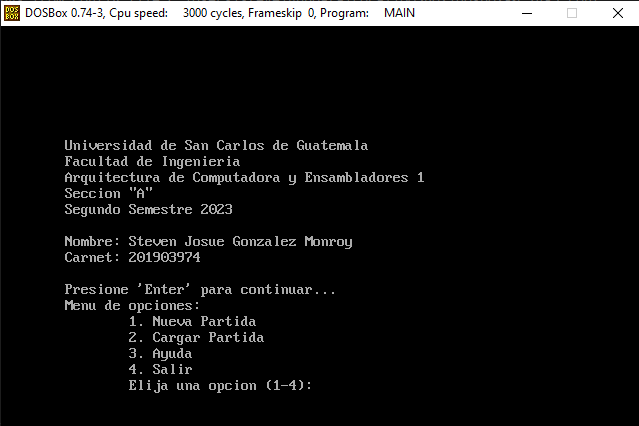 DOS BOX
DOSBox 0.74-3, Cpu speed: 3000 cycles, Frameskip 0, Program: MAIN
Universidad de San Carlos de Guatemala
Facultad de Ingenieria
Arquitectura de Computadora y Ensambladores 1
Seccion "A"
Segundo Semestre 2023
Nombre: Steven Josue Gonzalez Monroy
Carnet: 201903974
Presione 'Enter' para continuar...
Menu de opciones:
1. Nueva Partida
2. Cargar Partida
3. Ayuda
4. Salir
Elija una opcion (1-4):